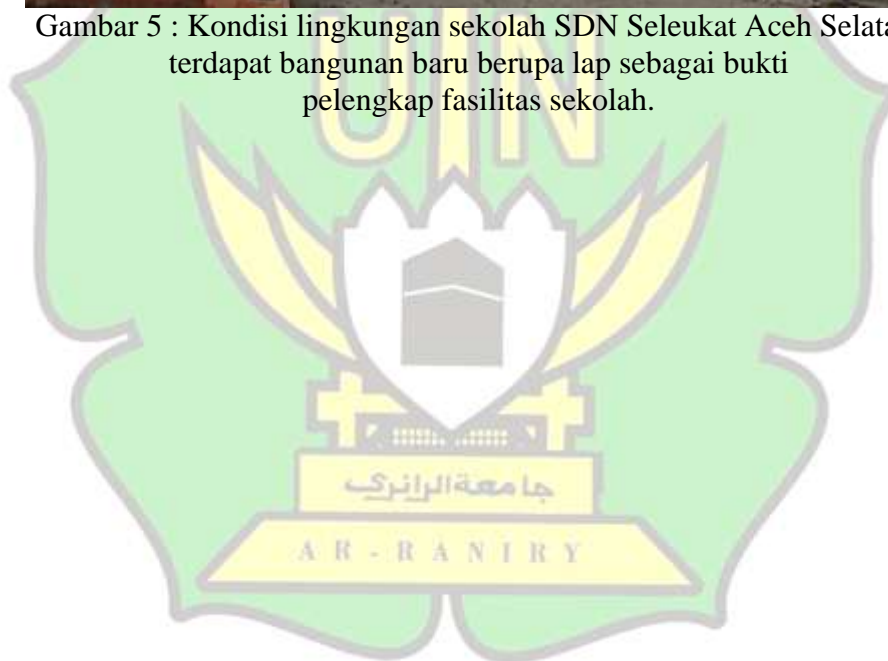 Gambar 5 : Kondisi lingkungan sekolah SDN Seleukat Aceh Selata
terdapat bangunan baru berupa lap sebagai bukti
pelengkap fasilitas sekolah.
UIN
جامعة الرانري
AR-RANIRY